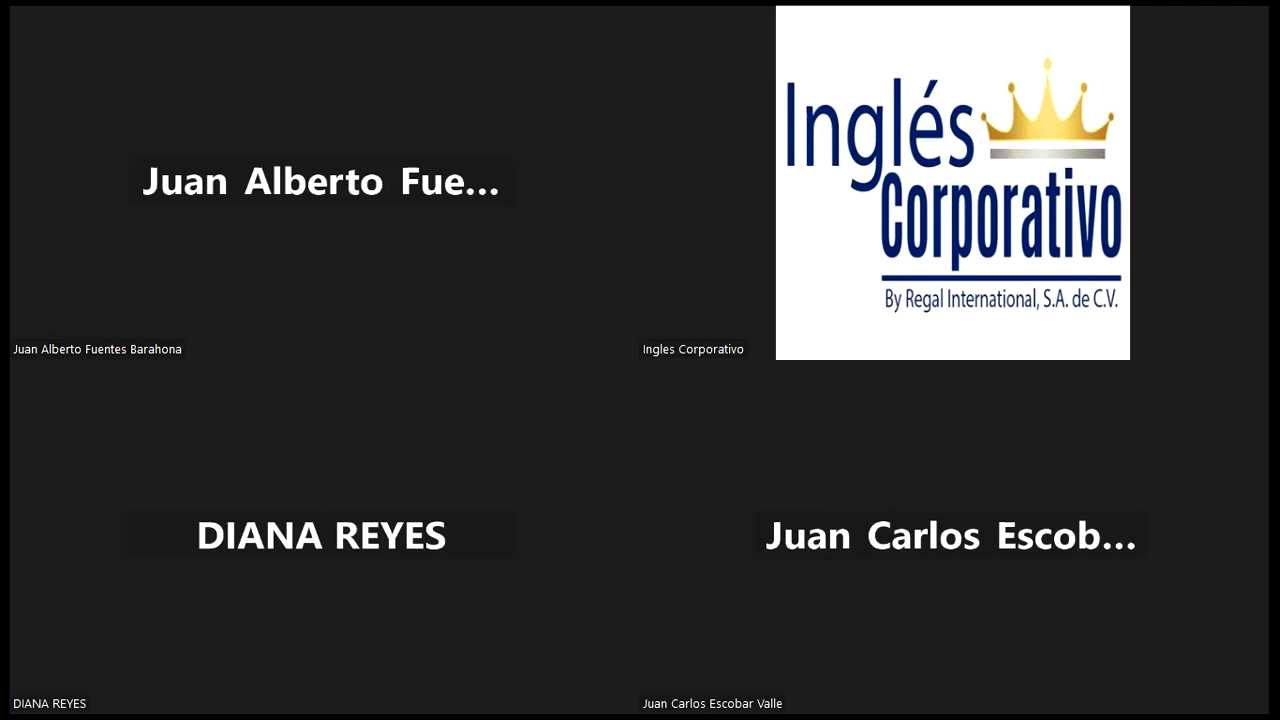 Juan Alberto Fue...
Juan Alberto Fuentes Barahona
Inglés
Corporativo
By Regal International, S.A. de C.V.
Ingles Corporativo
DIANA REYES
DIANA REYES
Juan Carlos Escob...
Juan Carlos Escobar Valle